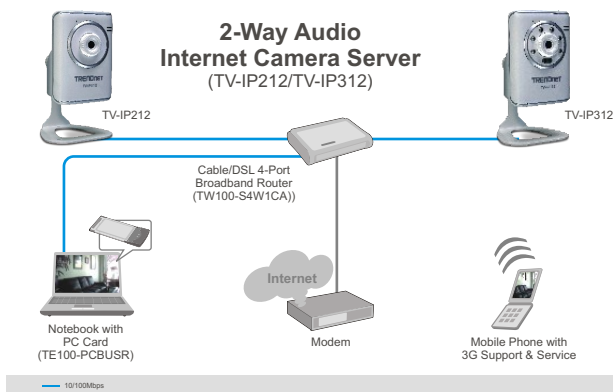 2-Way Audio
Internet Camera Server
(TV-IP212/TV-IP312)
TRENDnet
TRENDnet
TV-IP212
TV-IP312
Cable/DSL 4-Port
Broadband Router
(TW100-S4W1CA))
Internet
Notebook with
PC Card
(TE100-PCBUSR)
Modem
Mobile Phone with
3G Support & Service
10/100Mbps